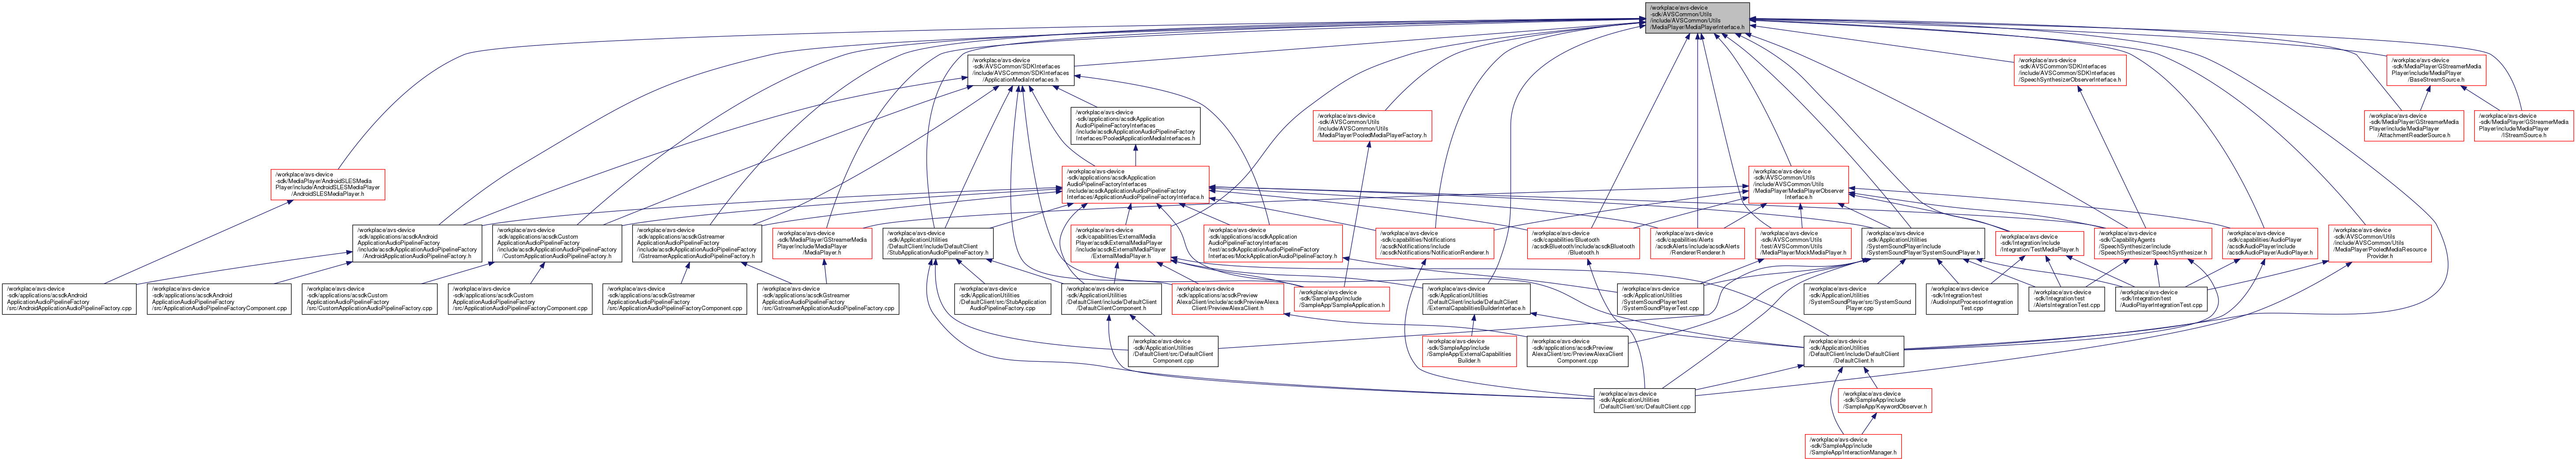 /workplace/avs-device
-sdk/AVSCommon/Utils
/include/AVSCommon/Utils
/MediaPlayer/MediaPlayerInterface.h
/workplace/avs-device
-sdk/AVSCommon/SDKInterfaces
/include/AVSCommon/SDKInterfaces
/ApplicationMediaInterfaces.h
/workplace/avs-device
-sdk/AVSCommon/SDKInterfaces
/include/AVSCommon/SDKInterfaces
/SpeechSynthesizerObserverInterface.h
/workplace/avs-device
-sdk/MediaPlayer/GStreamerMedia
Player/include/MediaPlayer
/BaseStreamSource.h
/workplace/avs-device
-sdk/applications/acsdkApplication
AudioPipelineFactoryInterfaces
/include/acsdkApplicationAudioPipelineFactory
Interfaces/PooledApplicationMediaInterfaces.h
/workplace/avs-device
-sdk/AVSCommon/Utils
/include/AVSCommon/Utils
/MediaPlayer/PooledMediaPlayerFactory.h
/workplace/avs-device
-sdk/MediaPlayer/GStreamerMedia
Player/include/MediaPlayer
/AttachmentReaderSource.h
/workplace/avs-device
-sdk/MediaPlayer/GStreamerMedia
Player/include/MediaPlayer
/IStreamSource.h
/workplace/avs-device
-sdk/MediaPlayer/AndroidSLESMedia
Player/include/AndroidSLESMediaPlayer
/AndroidSLESMediaPlayer.h
/workplace/avs-device
-sdk/applications/acsdkApplication
AudioPipelineFactoryInterfaces
/include/acsdkApplicationAudioPipelineFactory
Interfaces/ApplicationAudioPipelineFactoryInterface.h
/workplace/avs-device
-sdk/AVSCommon/Utils
/include/AVSCommon/Utils
/MediaPlayer/MediaPlayerObserver
Interface.h
/workplace/avs-device
-sdk/applications/acsdkAndroid
ApplicationAudioPipelineFactory
/include/acsdkApplicationAudioPipelineFactory
/AndroidApplicationAudioPipelineFactory.h
/workplace/avs-device
-sdk/applications/acsdkCustom
ApplicationAudioPipelineFactory
/include/acsdkApplicationAudioPipelineFactory
/CustomApplicationAudioPipelineFactory.h
/workplace/avs-device
-sdk/applications/acsdkGstreamer
ApplicationAudioPipelineFactory
/include/acsdkApplicationAudioPipelineFactory
/GstreamerApplicationAudioPipelineFactory.h
/workplace/avs-device
-sdk/MediaPlayer/GStreamerMedia
Player/include/MediaPlayer
/MediaPlayer.h
/workplace/avs-device
-sdk/ApplicationUtilities
/DefaultClient/include/DefaultClient
/StubApplicationAudioPipelineFactory.h
/workplace/avs-device
-sdk/capabilities/External
MediaPlayer/acsdkExternalMediaPlayer
/include/acsdkExternalMediaPlayer
/ExternalMediaPlayer.h
/workplace/avs-device
-sdk/applications/acsdkApplication
AudioPipelineFactoryInterfaces
/test/acsdkApplicationAudioPipelineFactory
Interfaces/MockApplicationAudioPipelineFactory.h
/workplace/avs-device
-sdk/capabilities/Notifications
/acsdkNotifications/include
/acsdkNotifications/NotificationRenderer.h
/workplace/avs-device
-sdk/capabilities/Bluetooth
/acsdkBluetooth/include/acsdkBluetooth
/Bluetooth.h
/workplace/avs-device
-sdk/capabilities/Alerts
/acsdkAlerts/include/acsdkAlerts
/Renderer/Renderer.h
/workplace/avs-device
-sdk/AVSCommon/Utils
/test/AVSCommon/Utils
/MediaPlayer/MockMediaPlayer.h
/workplace/avs-device
-sdk/ApplicationUtilities
/SystemSoundPlayer/include
/SystemSoundPlayer/SystemSoundPlayer.h
/workplace/avs-device
-sdk/Integration/include
/Integration/TestMediaPlayer.h
/workplace/avs-device
-sdk/CapabilityAgents
/SpeechSynthesizer/include
/SpeechSynthesizer/SpeechSynthesizer.h
/workplace/avs-device
-sdk/capabilities/AudioPlayer
/acsdkAudioPlayer/include
/acsdkAudioPlayer/AudioPlayer.h
/workplace/avs-device
-sdk/AVSCommon/Utils
/include/AVSCommon/Utils
/MediaPlayer/PooledMediaResource
Provider.h
/workplace/avs-device
-sdk/applications/acsdkAndroid
ApplicationAudioPipelineFactory
/src/AndroidApplicationAudioPipelineFactory.cpp
/workplace/avs-device
-sdk/applications/acsdkAndroid
ApplicationAudioPipelineFactory
/src/ApplicationAudioPipelineFactoryComponent.cpp
/workplace/avs-device
-sdk/applications/acsdkCustom
ApplicationAudioPipelineFactory
/src/CustomApplicationAudioPipelineFactory.cpp
/workplace/avs-device
-sdk/applications/acsdkCustom
ApplicationAudioPipelineFactory
/src/ApplicationAudioPipelineFactoryComponent.cpp
/workplace/avs-device
-sdk/applications/acsdkGstreamer
ApplicationAudioPipelineFactory
/src/ApplicationAudioPipelineFactoryComponent.cpp
/workplace/avs-device
-sdk/applications/acsdkGstreamer
ApplicationAudioPipelineFactory
/src/GstreamerApplicationAudioPipelineFactory.cpp
/workplace/avs-device
-sdk/ApplicationUtilities
/DefaultClient/src/StubApplication
AudioPipelineFactory.cpp
/workplace/avs-device
-sdk/ApplicationUtilities
/DefaultClient/include/DefaultClient
/DefaultClientComponent.h
/workplace/avs-device
-sdk/applications/acsdkPreview
AlexaClient/include/acsdkPreviewAlexa
Client/PreviewAlexaClient.h
/workplace/avs-device
-sdk/SampleApp/include
/SampleApp/SampleApplication.h
/workplace/avs-device
-sdk/ApplicationUtilities
/DefaultClient/include/DefaultClient
/ExternalCapabilitiesBuilderInterface.h
/workplace/avs-device
-sdk/ApplicationUtilities
/SystemSoundPlayer/test
/SystemSoundPlayerTest.cpp
/workplace/avs-device
-sdk/ApplicationUtilities
/SystemSoundPlayer/src/SystemSound
Player.cpp
/workplace/avs-device
-sdk/Integration/test
/AudioInputProcessorIntegration
Test.cpp
/workplace/avs-device
-sdk/Integration/test
/AlertsIntegrationTest.cpp
/workplace/avs-device
-sdk/Integration/test
/AudioPlayerIntegrationTest.cpp
/workplace/avs-device
-sdk/ApplicationUtilities
/DefaultClient/src/DefaultClient
Component.cpp
/workplace/avs-device
-sdk/SampleApp/include
/SampleApp/ExternalCapabilities
Builder.h
/workplace/avs-device
-sdk/applications/acsdkPreview
AlexaClient/src/PreviewAlexaClient
Component.cpp
/workplace/avs-device
-sdk/ApplicationUtilities
/DefaultClient/include/DefaultClient
/DefaultClient.h
/workplace/avs-device
-sdk/ApplicationUtilities
/DefaultClient/src/DefaultClient.cpp
/workplace/avs-device
-sdk/SampleApp/include
/SampleApp/KeywordObserver.h
/workplace/avs-device
-sdk/SampleApp/include
/SampleApp/InteractionManager.h